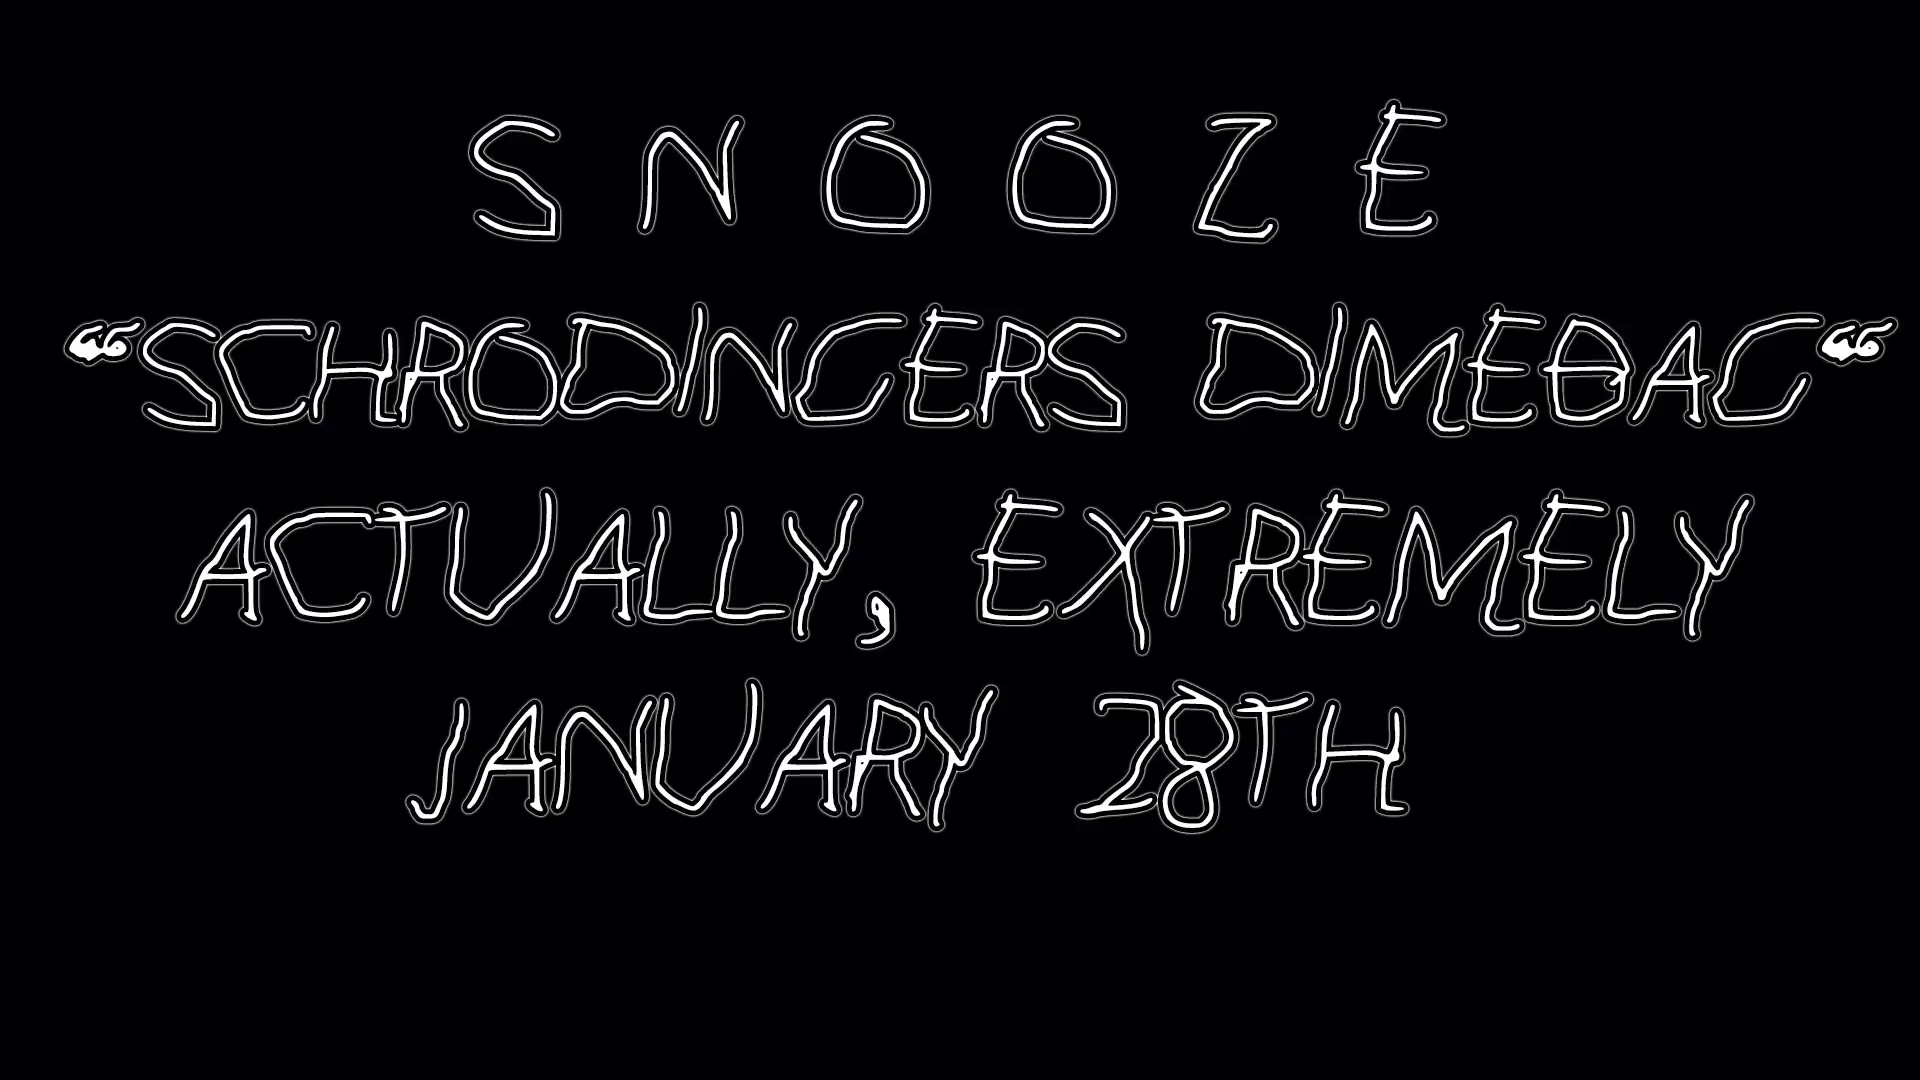 S N O O Z E
“SCHRODINGERS DIMEBAG“
ACTUALLY, EXTREMELY
JANUARY 28TH